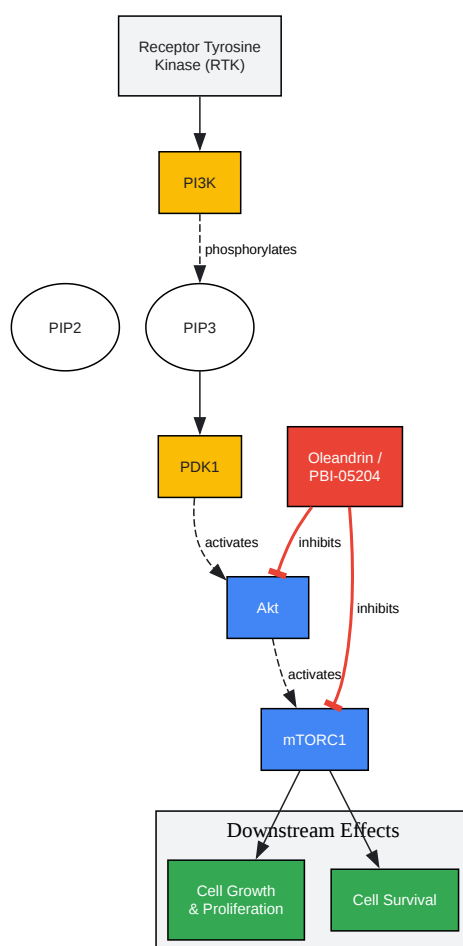 Receptor Tyrosine
Kinase (RTK)
PI3K
phosphorylates
PIP2
PIP3
PDK1
Oleandrin /
PBI-05204
activates
inhibits
Akt
inhibits
activates
mTORC1
Downstream Effects
Cell Growth
& Proliferation
Cell Survival